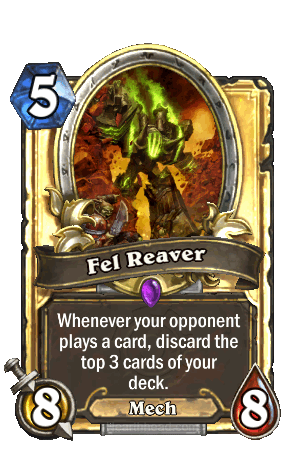 5
Fel Reaver
Whenever your opponent
plays a card, discard the
top 3 cards of your
deck.
8
Mech
8